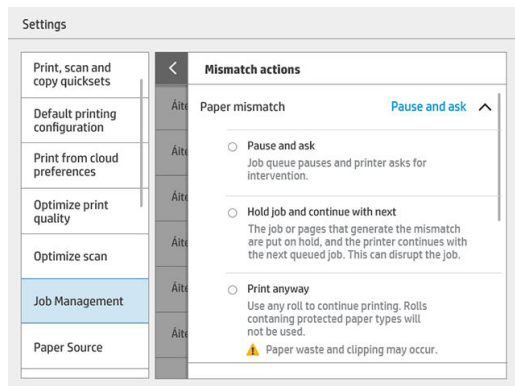 Settings
Print, scan and
copy quicksets
Default printing
configuration
Print from cloud
preferences
Optimize print
quality
Optimize scan
Job Management
Paper Source
Mismatch actions
Paper mismatch Pause and ask
Pause and ask
Job queue pauses and printer asks for
intervention.
Hold job and continue with next
The job or pages that generate the mismatch
are put on hold, and the printer continues with
the next queued job. This can disrupt the job.
Print anyway
Use any roll to continue printing. Rolls
contaning protected paper types will
not be used.
Paper waste and clipping may occur.